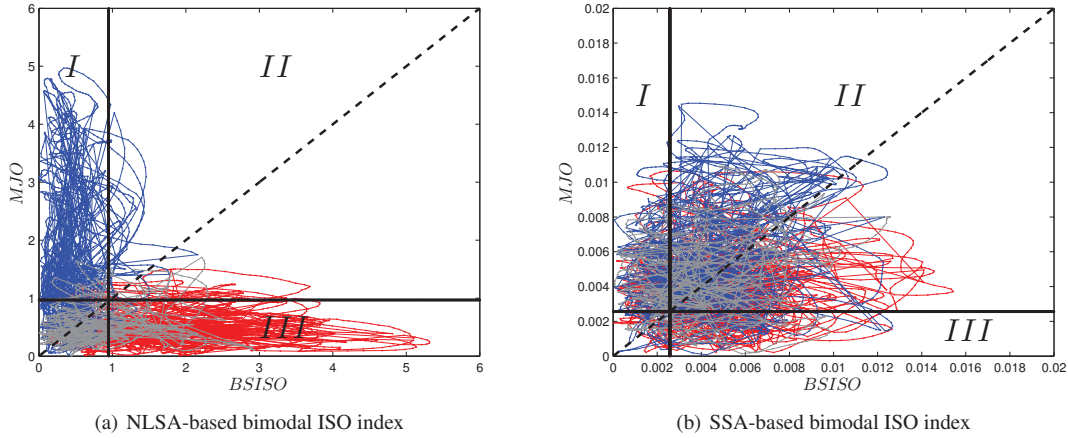 6
5
4
3
2
1
0
0 1 2 3 4 5 6
MJO
BSISO
I
II
III
(a) NLSA-based bimodal ISO index
0.02
0.018
0.016
0.014
0.012
0.01
0.008
0.006
0.004
0.002
0
0 0.002 0.004 0.006 0.008 0.01 0.012 0.014 0.016 0.018 0.02
MJO
BSISO
I
II
III
(b) SSA-based bimodal ISO index